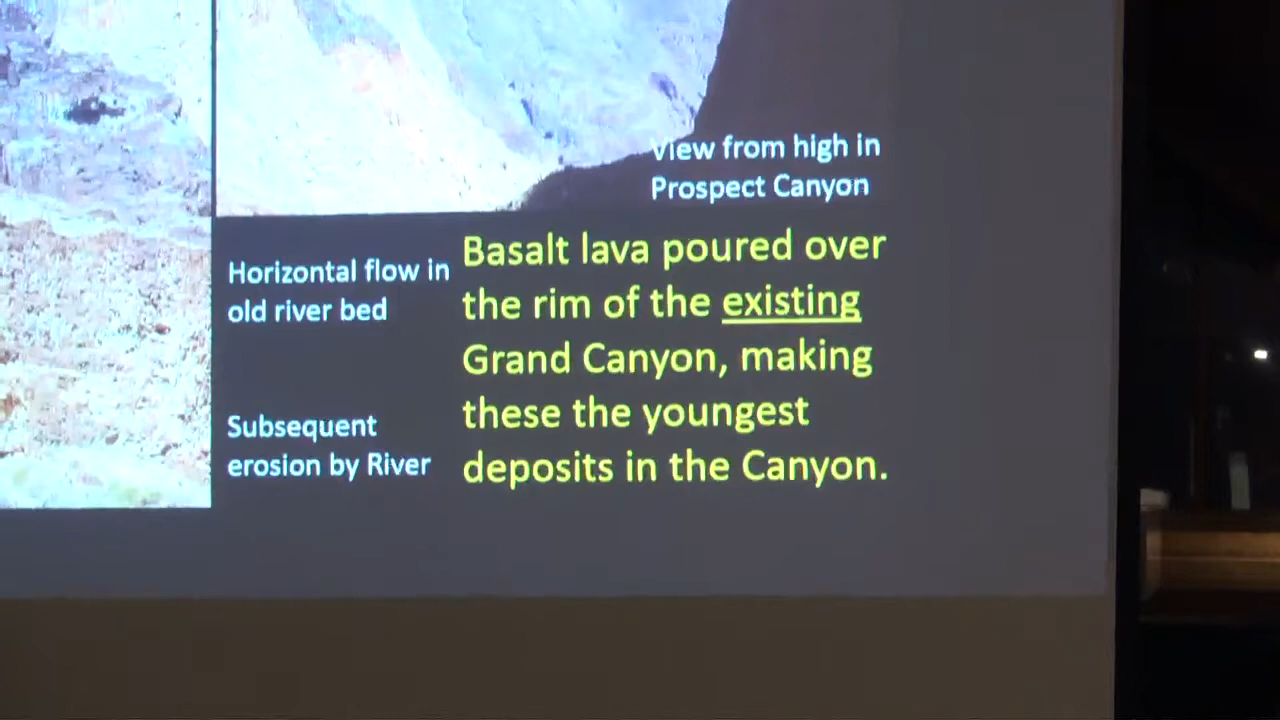 View from high in
Prospect Canyon
Horizontal flow in
old river bed
Subsequent
erosion by River
Basalt lava poured over
the rim of the existing
Grand Canyon, making
these the youngest
deposits in the Canyon.